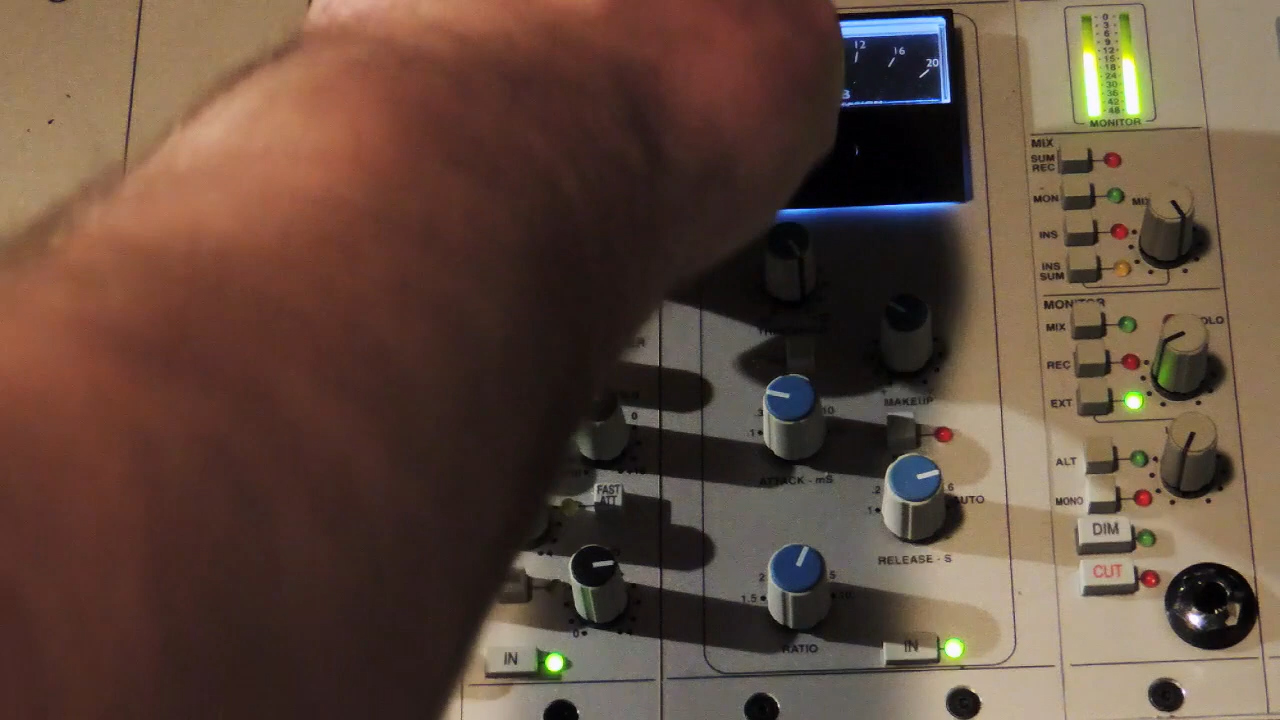 12 16 20
0
3
6
9
12
15
18
24
30
36
42
48
MONITOR
MIX
SUM
REC
MON
INS
INS
SUM
MONITOR
MIX
REC
EXT
ALT
MONO
DIM
CUT
MAKEUP
.3 10
.1
ATTACK - mS
.2 .6
.1 AUTO
RELEASE - S
2 5
1.5 10
RATIO
IN
0
FAST
ATT
0
IN